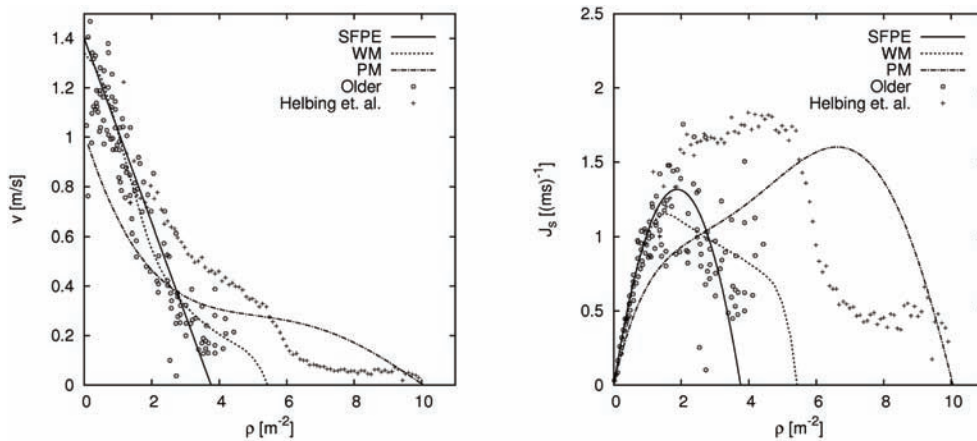 v [m/s]
1.4
1.2
1
0.8
0.6
0.4
0.2
0
SFPE
WM
PM
Older
Helbing et. al.
0 2 4 6 8 10
ρ [m⁻²]
Jₛ [(ms)⁻¹]
2.5
2
1.5
1
0.5
0
SFPE
WM
PM
Older
Helbing et. al.
0 2 4 6 8 10
ρ [m⁻²]